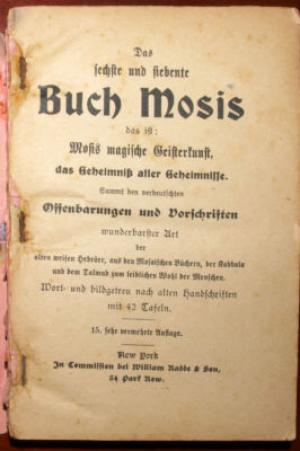 Das
sechste und siebente
Buch Mosis
das ist:
Mosis magische Geisterkunst,
das Geheimniß aller Geheimnisse.
Sammt den verdeutschten
Offenbarungen und Vorschriften
wunderbarster Art
der
alten weisen Hebräer, aus den Mosaischen Büchern, der Kabbala
und dem Talmud zum leiblichen Wohl der Menschen.
Wort- und bildgetreu nach alten Handschriften
mit 42 Tafeln.
15. sehr vermehrte Auflage.
New York
In Commission bei William Radde & Son,
54 Park Row.